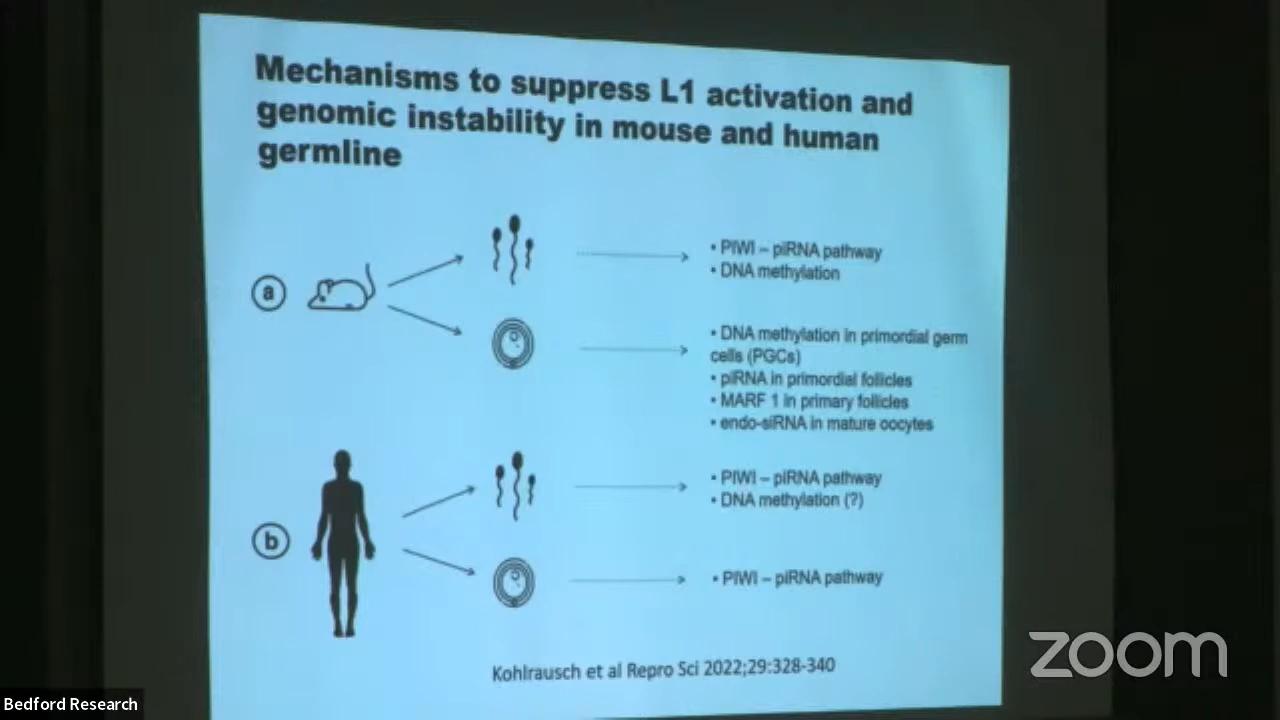 Mechanisms to suppress L1 activation and
genomic instability in mouse and human
germline
a
• PIWI – piRNA pathway
• DNA methylation
• DNA methylation in primordial germ
cells (PGCs)
• piRNA in primordial follicles
• MARF 1 in primary follicles
• endo-siRNA in mature oocytes
b
• PIWI – piRNA pathway
• DNA methylation (?)
• PIWI – piRNA pathway
Kohlrausch et al Repro Sci 2022;29:328-340
zoom
Bedford Research